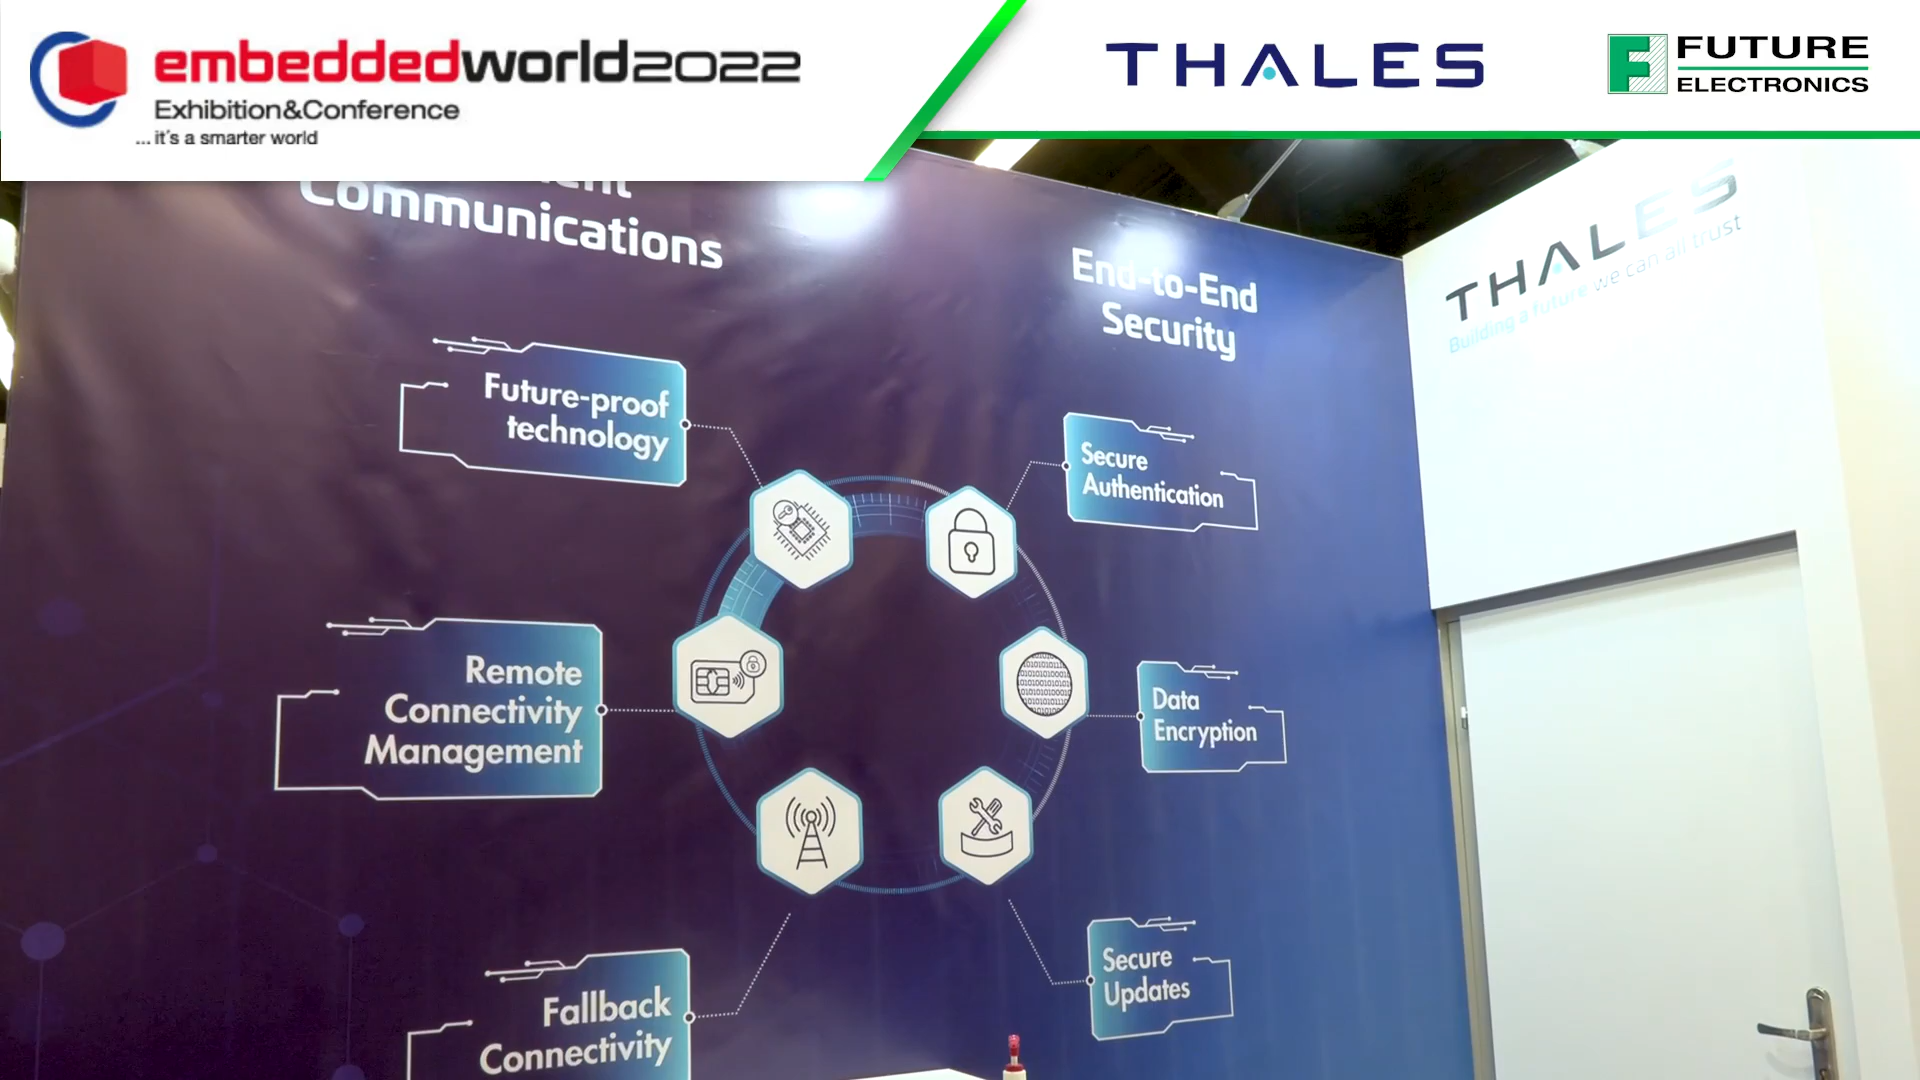 embeddedworld2022
Exhibition&Conference
... it's a smarter world
THALES
FUTURE
ELECTRONICS
Communications
End-to-End
Security
THALES
Building a future we can all trust
Future-proof
technology
Secure
Authentication
Remote
Connectivity
Management
Data
Encryption
Fallback
Connectivity
Secure
Updates